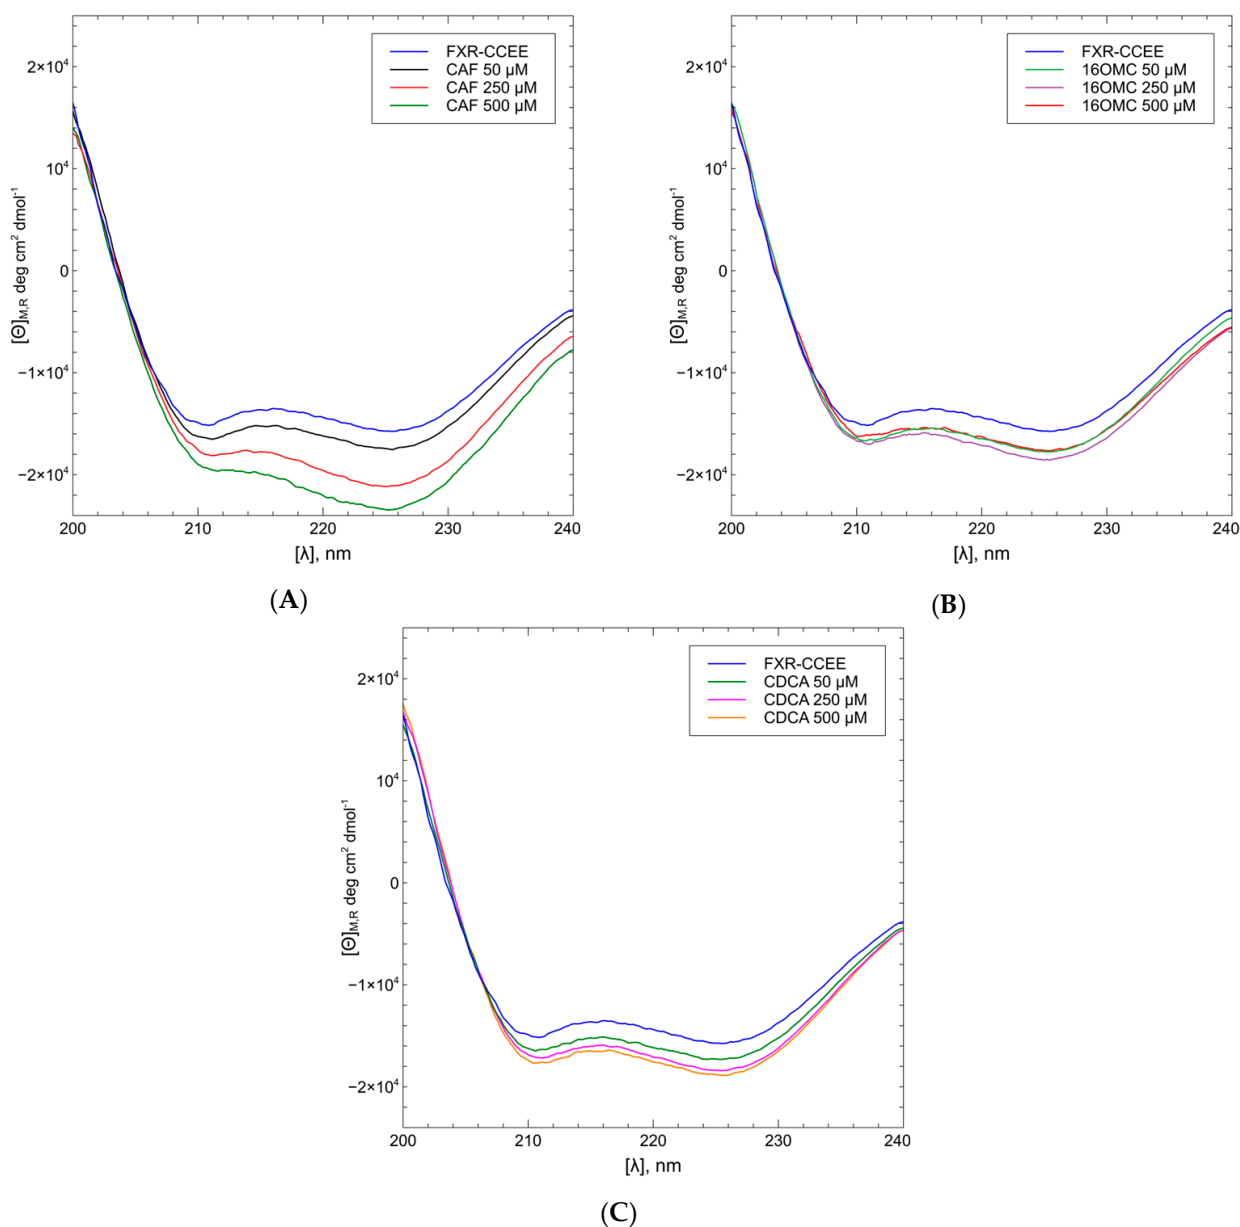 FXR-CCEE
CAF 50 μM
CAF 250 μM
CAF 500 μM
2×10⁴
10⁴
0
−1×10⁴
−2×10⁴
[Θ]M,R deg cm² dmol⁻¹
200 210 220 230 240
[λ], nm
(A)
FXR-CCEE
16OMC 50 μM
16OMC 250 μM
16OMC 500 μM
2×10⁴
10⁴
0
−1×10⁴
−2×10⁴
[Θ]M,R deg cm² dmol⁻¹
200 210 220 230 240
[λ], nm
(B)
FXR-CCEE
CDCA 50 μM
CDCA 250 μM
CDCA 500 μM
2×10⁴
10⁴
0
−1×10⁴
−2×10⁴
[Θ]M,R deg cm² dmol⁻¹
200 210 220 230 240
[λ], nm
(C)